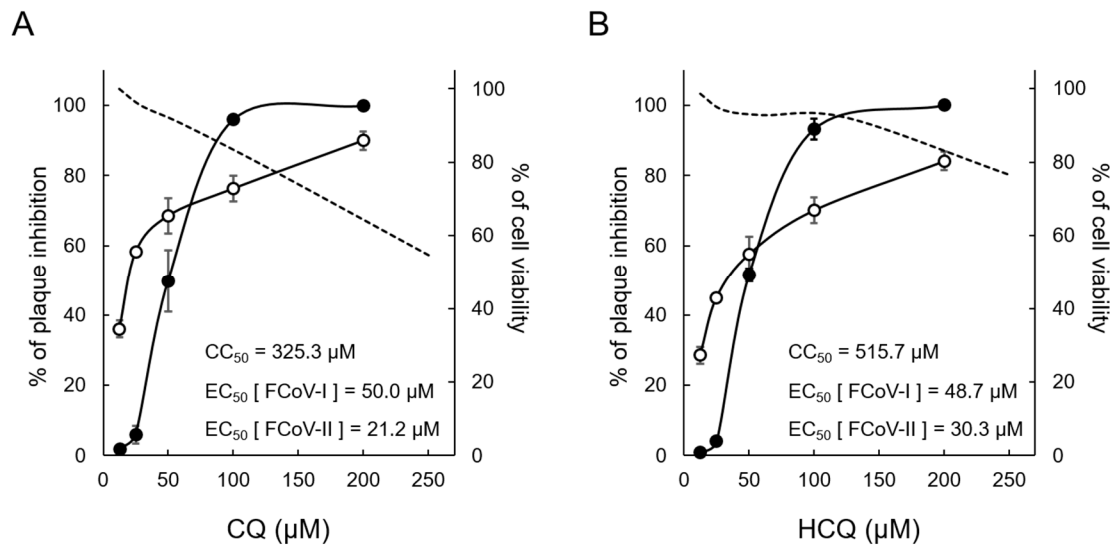 A
% of plaque inhibition
100
80
60
40
20
0
0 50 100 150 200 250
CQ (µM)
100
80
60
40
20
0
% of cell viability
CC₅₀ = 325.3 µM
EC₅₀ [ FCoV-I ] = 50.0 µM
EC₅₀ [ FCoV-II ] = 21.2 µM
B
% of plaque inhibition
100
80
60
40
20
0
0 50 100 150 200 250
HCQ (µM)
100
80
60
40
20
0
% of cell viability
CC₅₀ = 515.7 µM
EC₅₀ [ FCoV-I ] = 48.7 µM
EC₅₀ [ FCoV-II ] = 30.3 µM